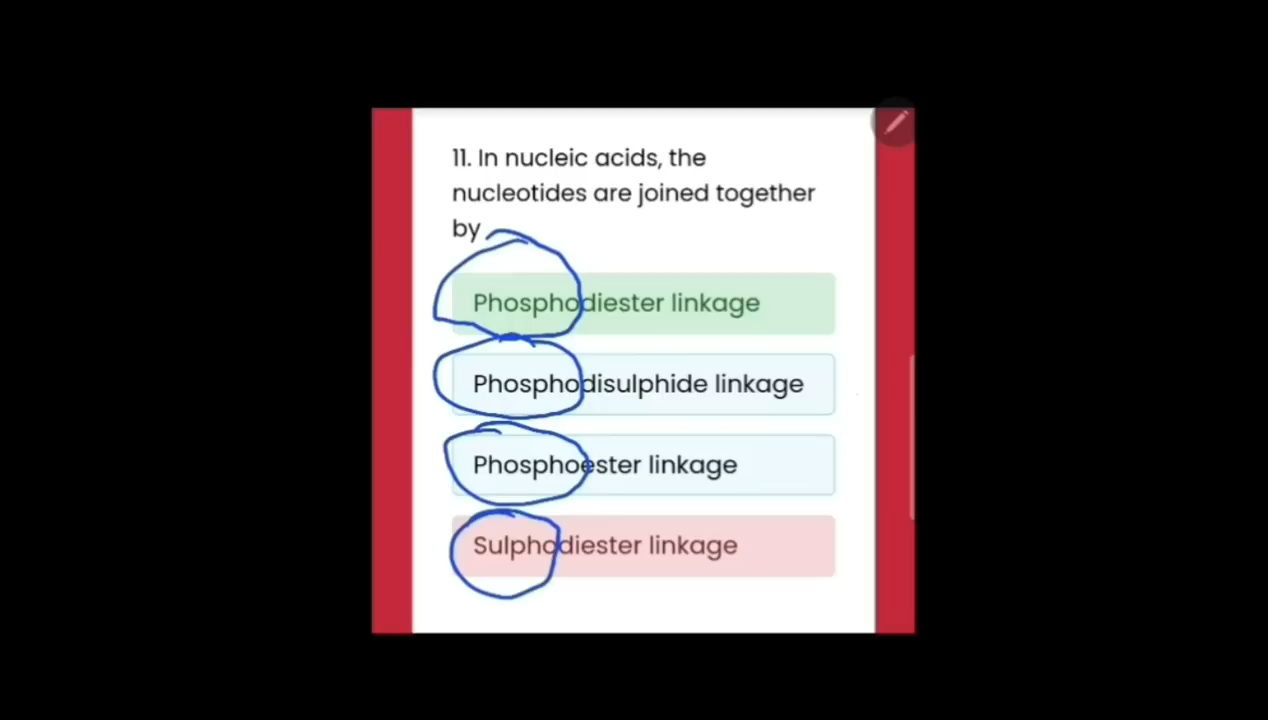 11. In nucleic acids, the
nucleotides are joined together
by
Phosphodiester linkage
Phosphodisulphide linkage
Phosphoester linkage
Sulphodiester linkage